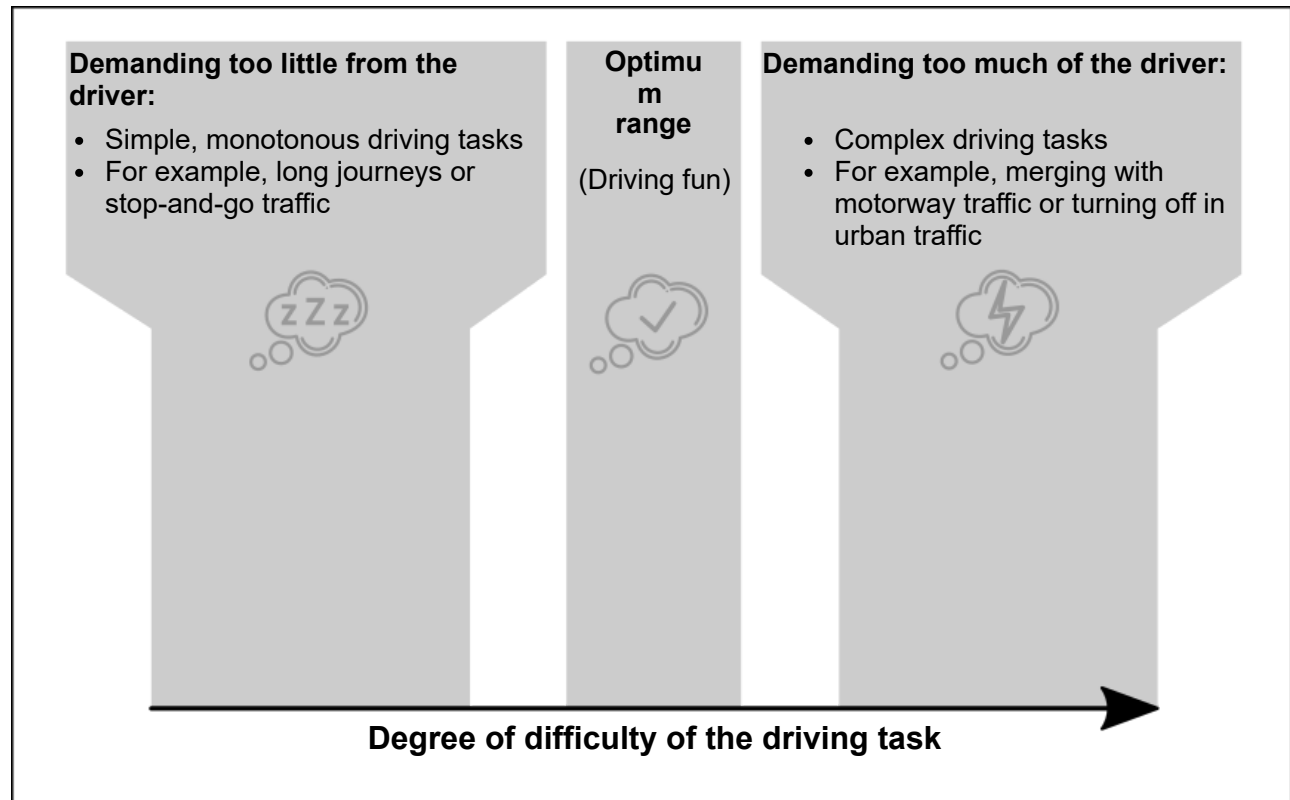 Demanding too little from the
driver:
• Simple, monotonous driving tasks
• For example, long journeys or
stop-and-go traffic
zZz
Optimu
m
range
(Driving fun)
Demanding too much of the driver:
• Complex driving tasks
• For example, merging with
motorway traffic or turning off in
urban traffic
Degree of difficulty of the driving task